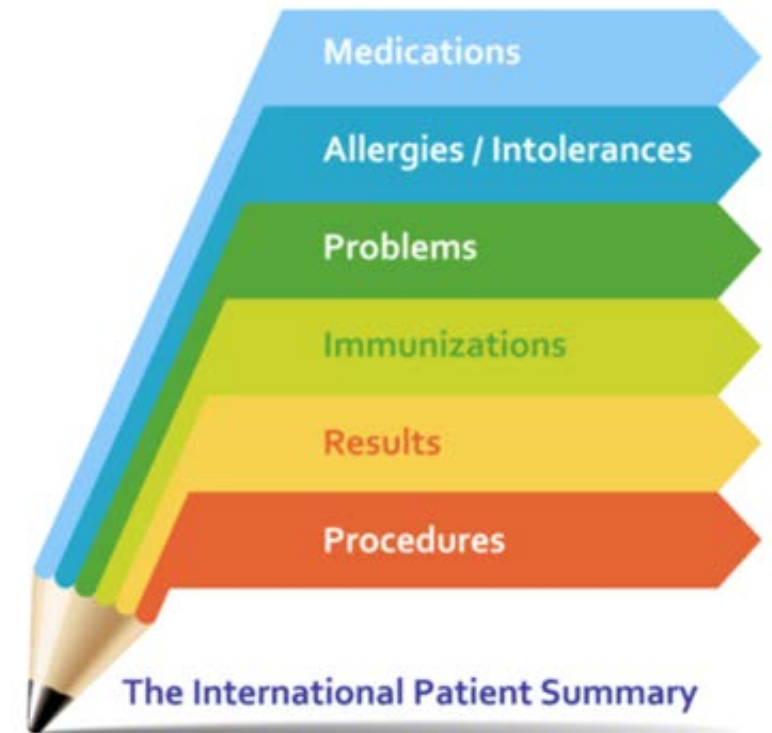 Medications
Allergies / Intolerances
Problems
Immunizations
Results
Procedures
The International Patient Summary